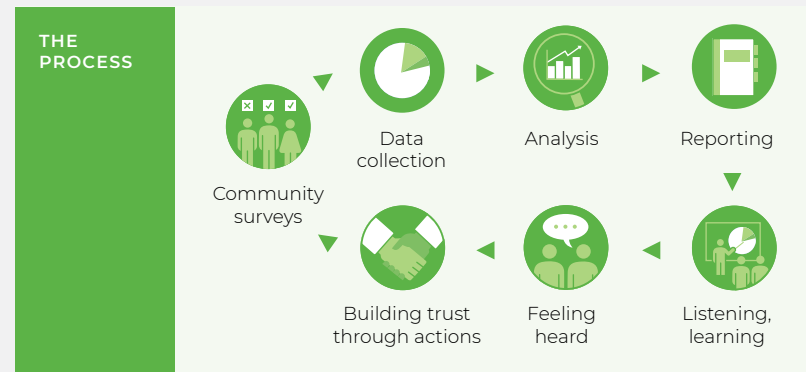 THE
PROCESS
Community
surveys
Data
collection
Analysis
Reporting
Listening,
learning
Feeling
heard
Building trust
through actions